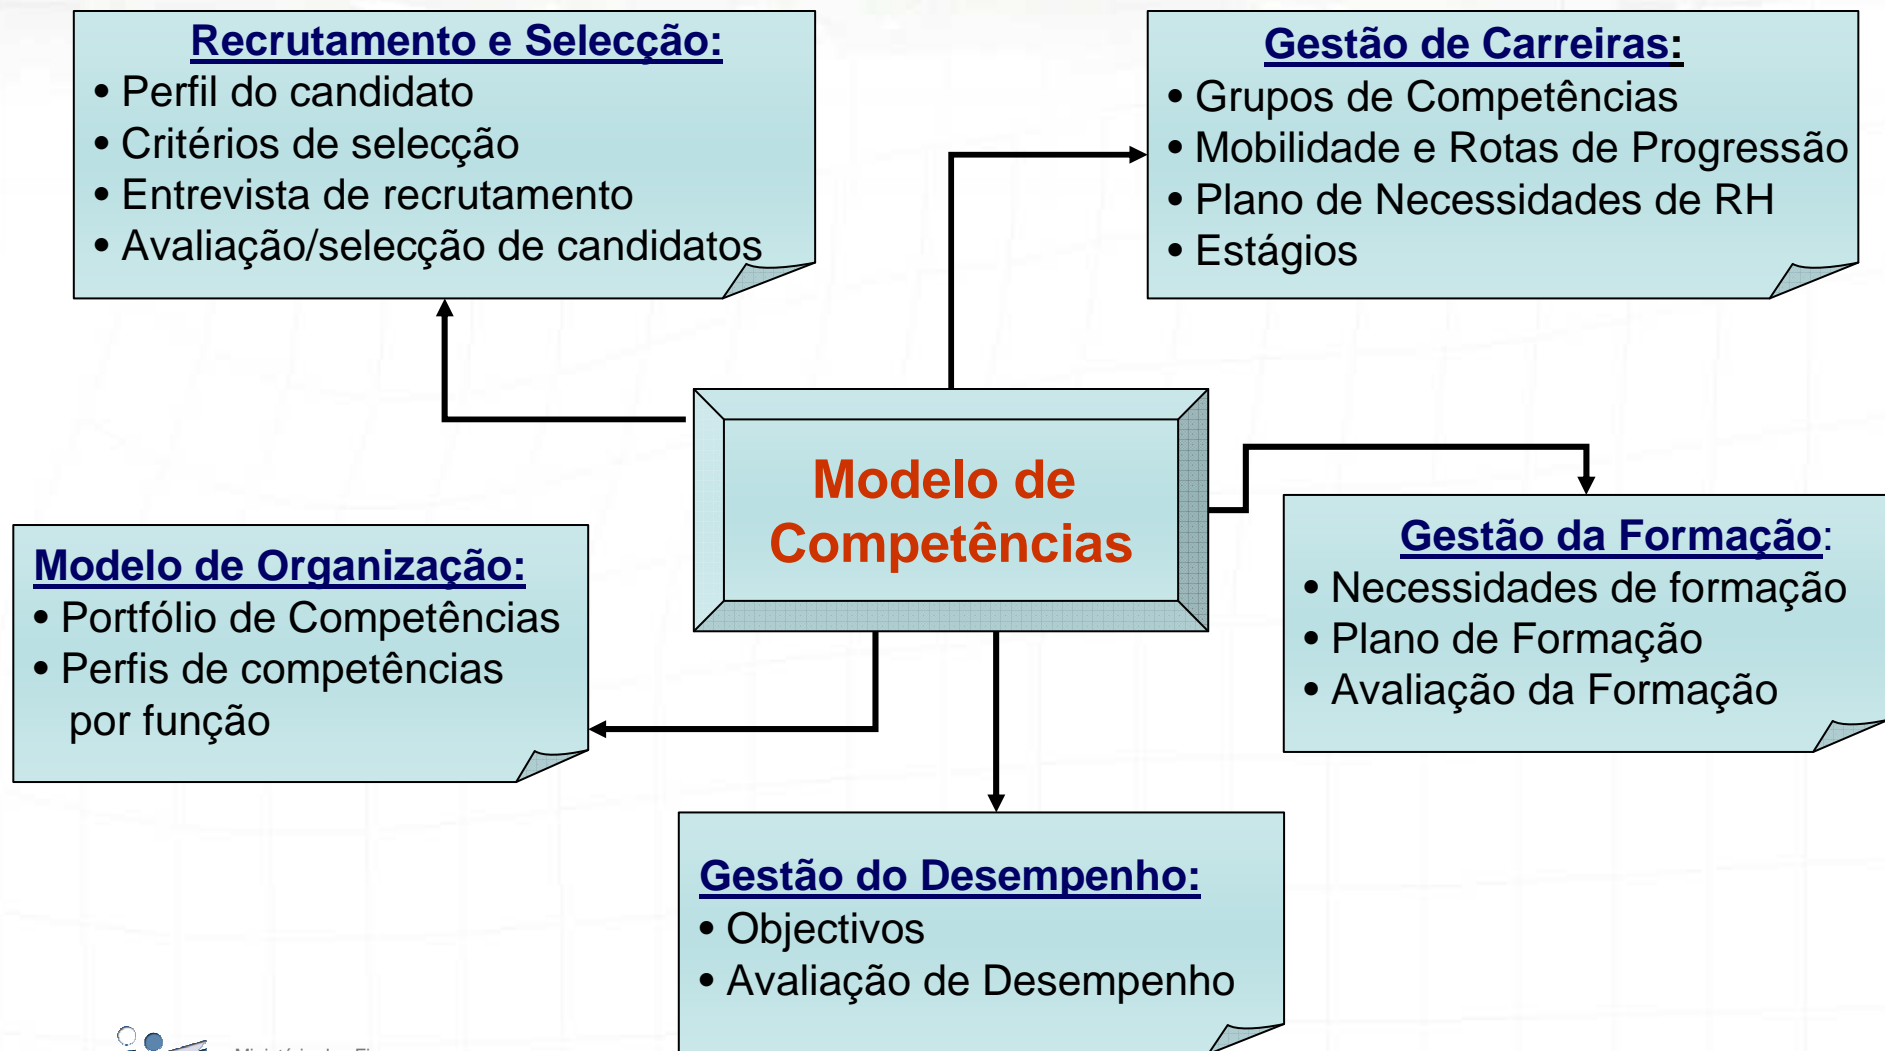 Recrutamento e Selecção:
• Perfil do candidato
• Critérios de selecção
• Entrevista de recrutamento
• Avaliação/selecção de candidatos
Gestão de Carreiras:
• Grupos de Competências
• Mobilidade e Rotas de Progressão
• Plano de Necessidades de RH
• Estágios
Modelo de
Competências
Modelo de Organização:
• Portfólio de Competências
• Perfis de competências
por função
Gestão da Formação:
• Necessidades de formação
• Plano de Formação
• Avaliação da Formação
Gestão do Desempenho:
• Objectivos
• Avaliação de Desempenho